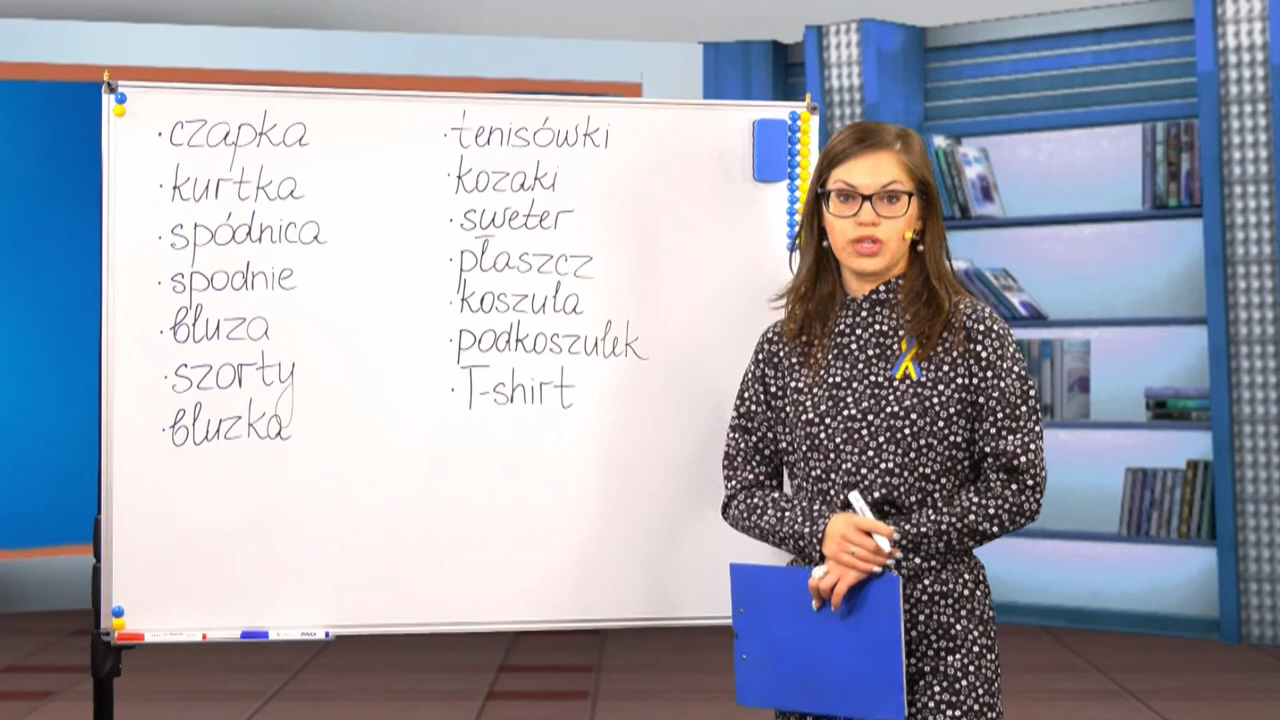 · czapka
· kurtka
· spódnica
· spodnie
· bluza
· szorty
· bluzka
· tenisówki
· kozaki
· sweter
· płaszcz
· koszula
· podkoszulek
· T-shirt